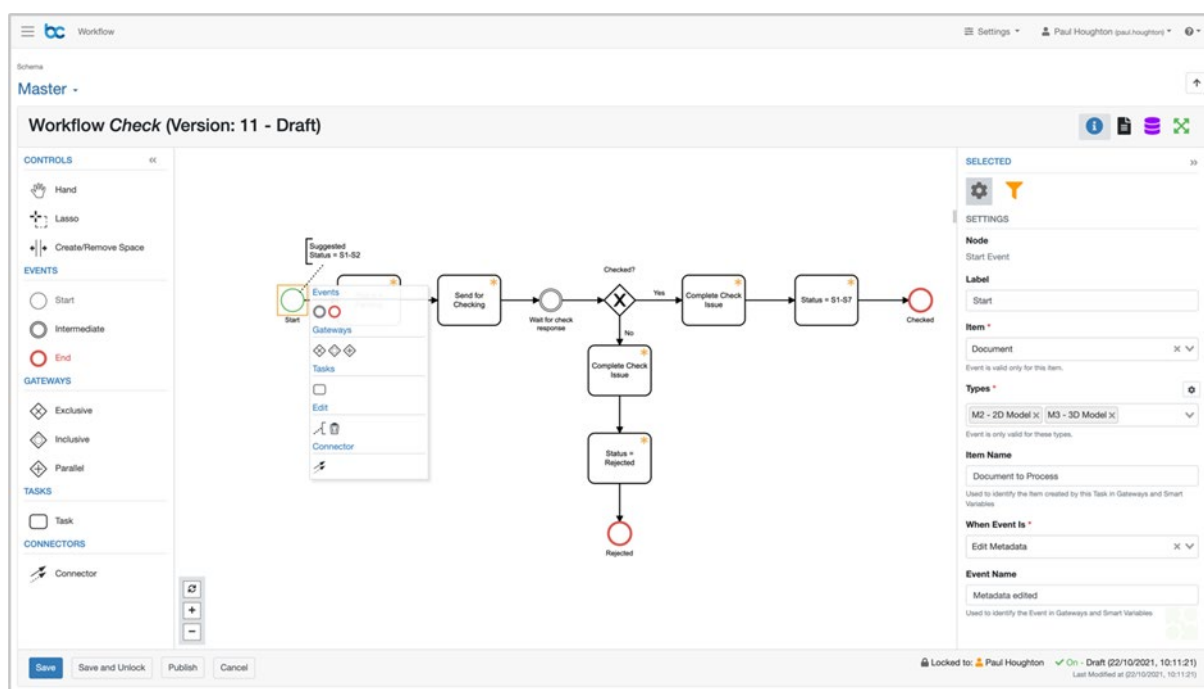 bc Workflow
Settings
Paul Houghton (paul.houghton)
Schema
Master
Workflow Check (Version: 11 - Draft)
CONTROLS
Hand
Lasso
Create/Remove Space
EVENTS
Start
Intermediate
End
GATEWAYS
Exclusive
Inclusive
Parallel
TASKS
Task
CONNECTORS
Connector
Suggested
Status = S1-S2
Start
Events
Gateways
Tasks
Edit
Connector
Send for
Checking
Wait for check
response
Checked?
Yes
No
Complete Check
Issue
Status = S1-S7
Checked
Complete Check
Issue
Status =
Rejected
Rejected
SELECTED
SETTINGS
Node
Start Event
Label
Start
Item *
Document
Event is valid only for this item.
Types *
M2 - 2D Model × M3 - 3D Model ×
Event is only valid for these types.
Item Name
Document to Process
Used to identify the Item created by this Task in Gateways and Smart
Variables
When Event Is *
Edit Metadata
Event Name
Metadata edited
Used to identify the Event in Gateways and Smart Variables
Save
Save and Unlock
Publish
Cancel
Locked to: Paul Houghton
On - Draft (22/10/2021, 10:11:21)
Last Modified at (22/10/2021, 10:11:21)